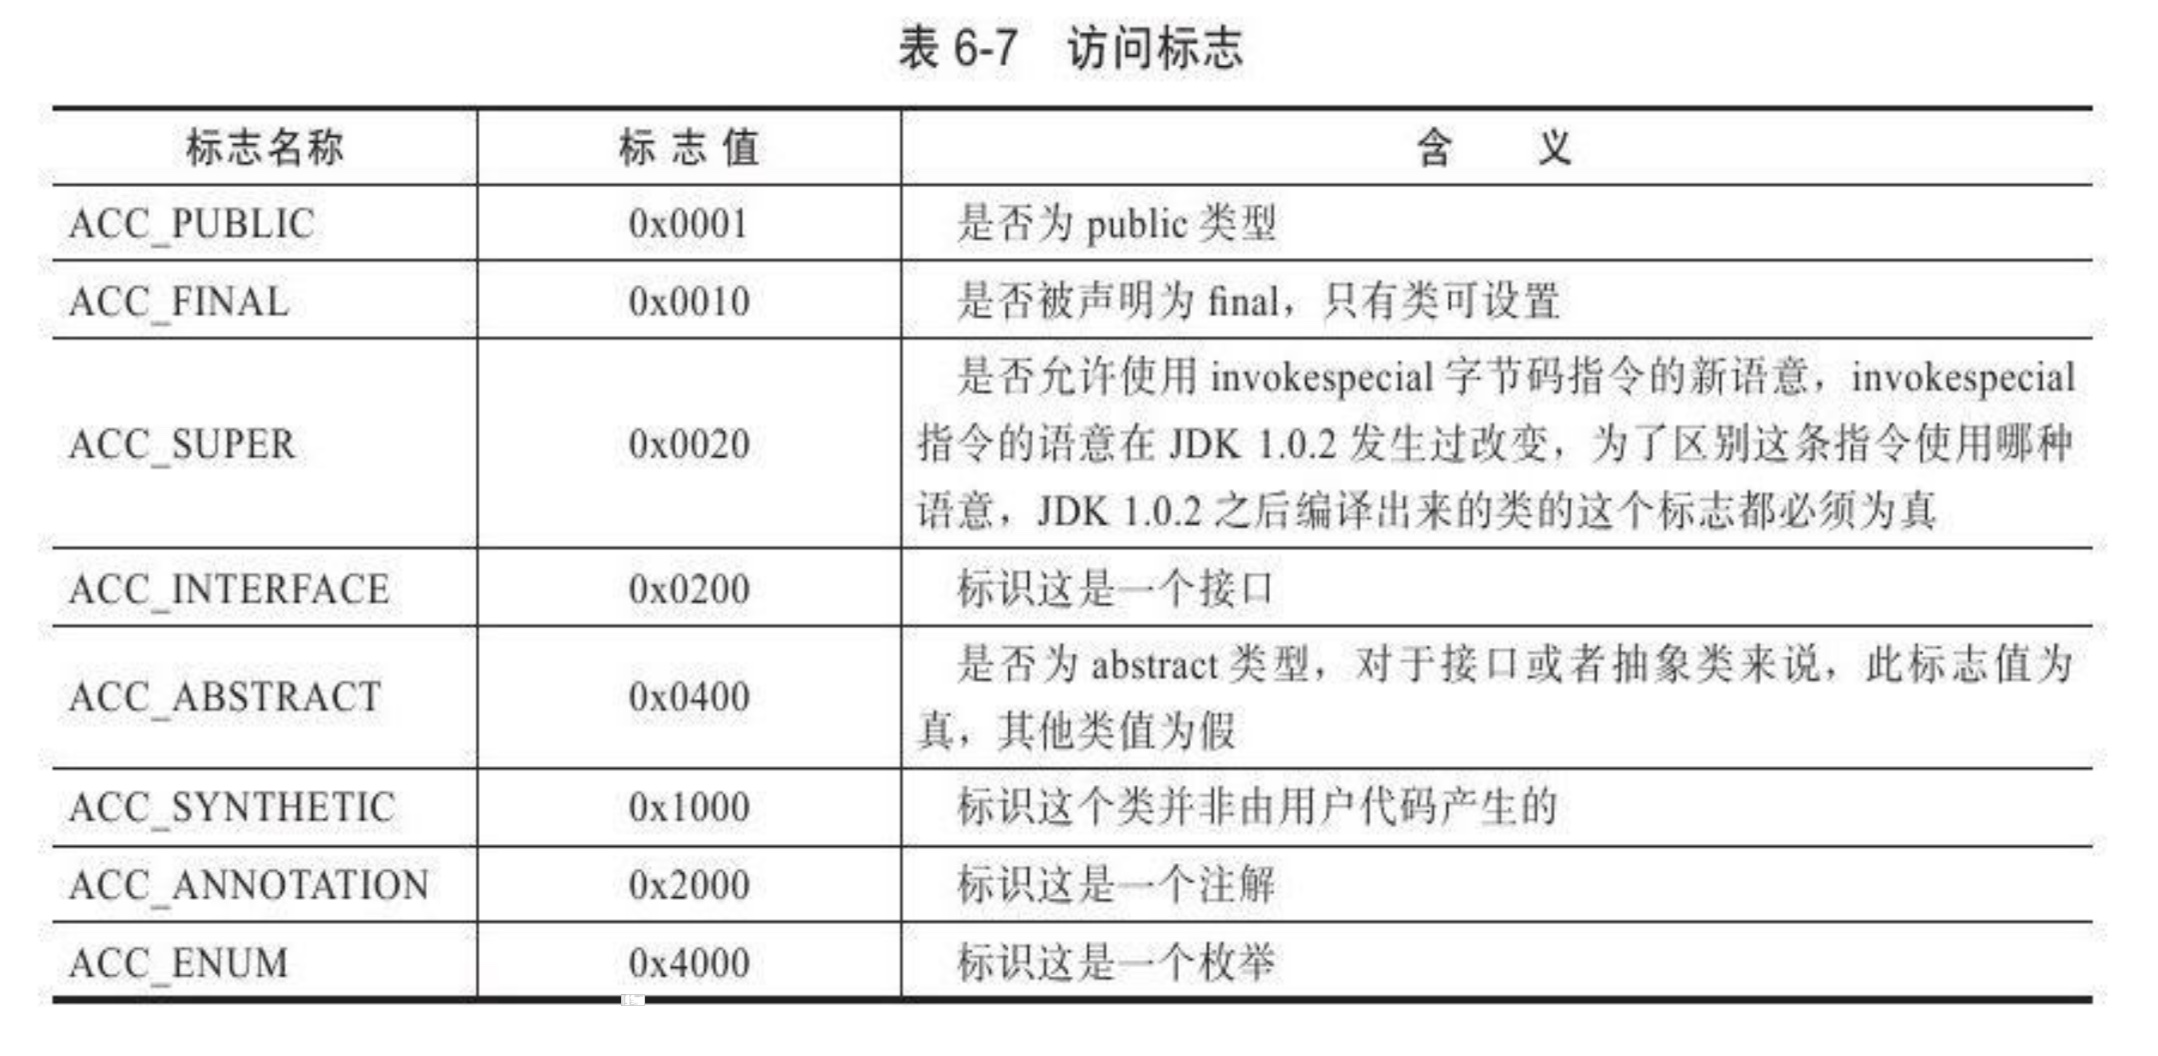 表 6-7 访问标志
标志名称 标志值 含 义
ACC_PUBLIC 0x0001 是否为 public 类型
ACC_FINAL 0x0010 是否被声明为 final，只有类可设置
是否允许使用 invokespecial 字节码指令的新语意，invokespecial
ACC_SUPER 0x0020 指令的语意在 JDK 1.0.2 发生过改变，为了区别这条指令使用哪种
语意，JDK 1.0.2 之后编译出来的类的这个标志都必须为真
ACC_INTERFACE 0x0200 标识这是一个接口
ACC_ABSTRACT 0x0400 是否为 abstract 类型，对于接口或者抽象类来说，此标志值为
真，其他类值为假
ACC_SYNTHETIC 0x1000 标识这个类并非由用户代码产生的
ACC_ANNOTATION 0x2000 标识这是一个注解
ACC_ENUM 0x4000 标识这是一个枚举